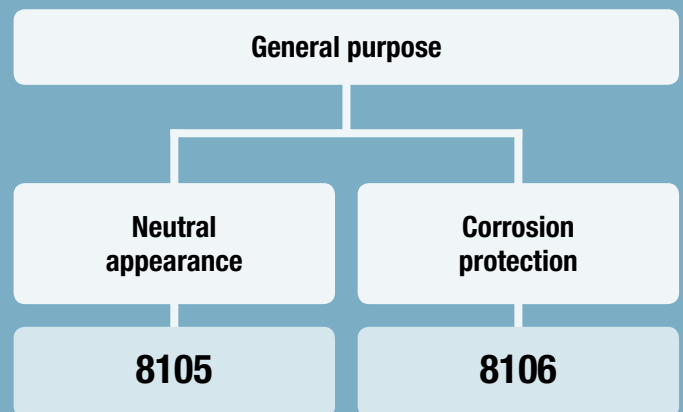 General purpose
Neutral
appearance
Corrosion
protection
8105
8106